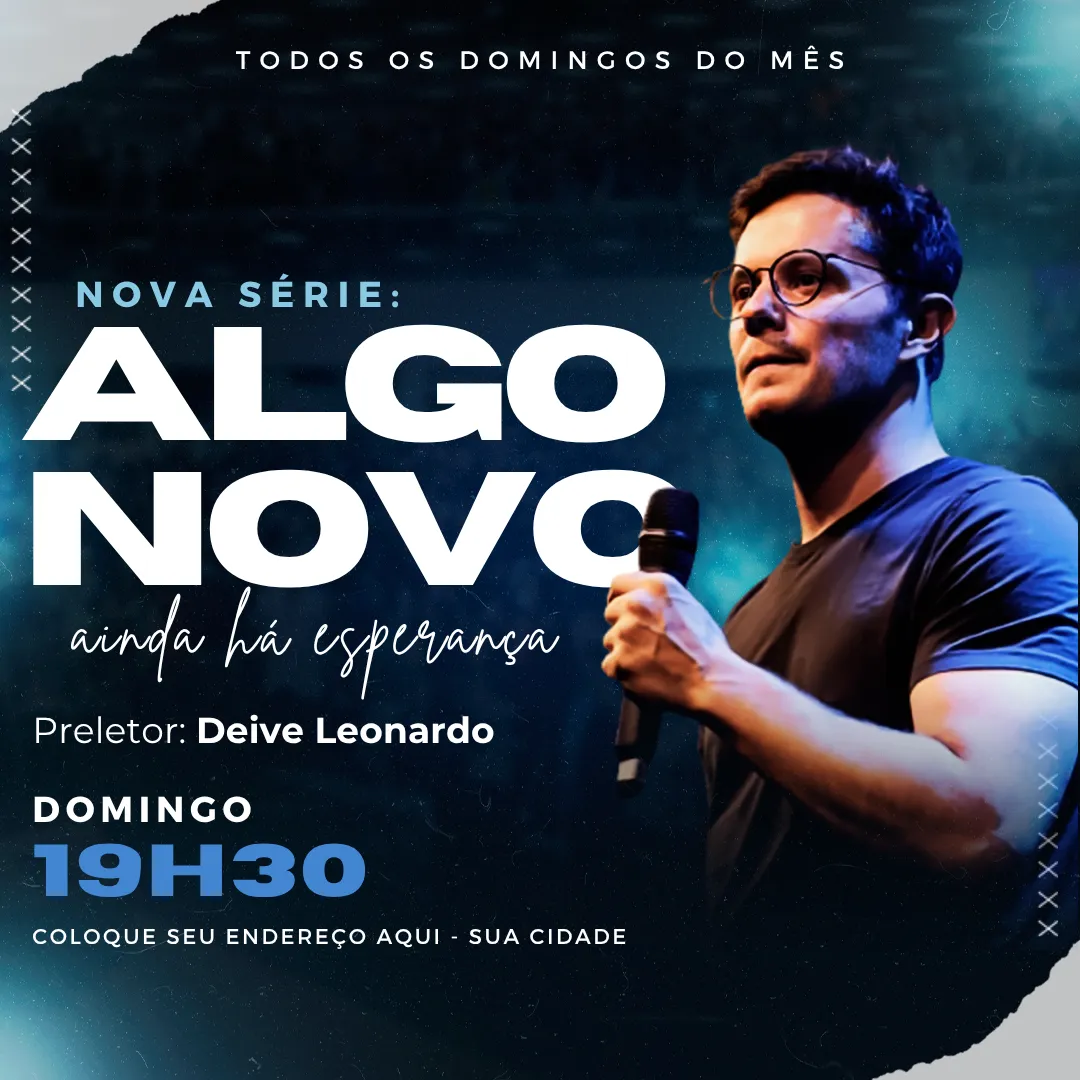 TODOS OS DOMINGOS DO MÊS
NOVA SÉRIE:
ALGO
NOVO
ainda há esperança
Preletor: Deive Leonardo
DOMINGO
19H30
COLOQUE SEU ENDEREÇO AQUI - SUA CIDADE